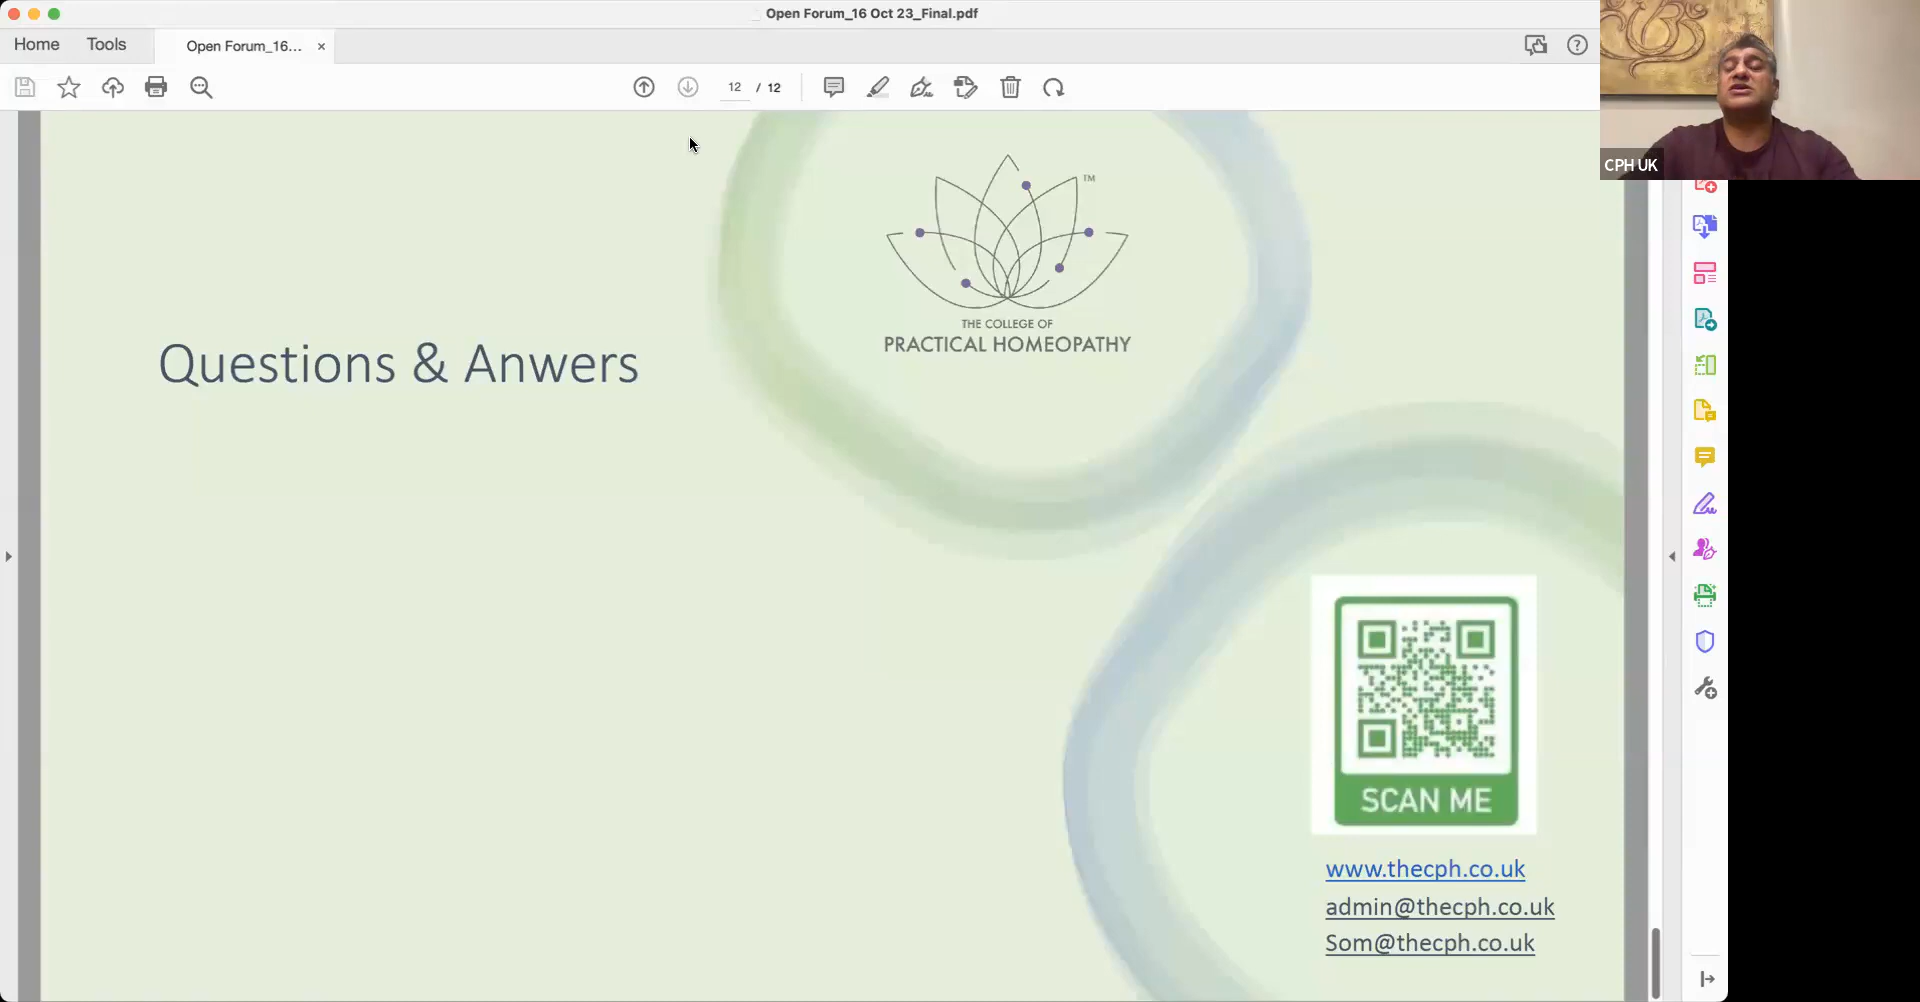 Open Forum_16 Oct 23_Final.pdf
Home Tools Open Forum_16... ×
12 / 12
CPH UK
TM
THE COLLEGE OF
PRACTICAL HOMEOPATHY
Questions & Anwers
SCAN ME
www.thecph.co.uk
admin@thecph.co.uk
Som@thecph.co.uk